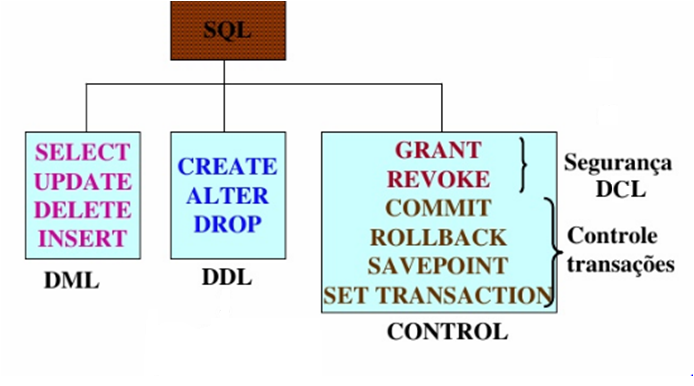 SQL
SELECT
UPDATE
DELETE
INSERT
DML
CREATE
ALTER
DROP
DDL
GRANT
REVOKE
COMMIT
ROLLBACK
SAVEPOINT
SET TRANSACTION
CONTROL
Segurança
DCL
Controle
transações